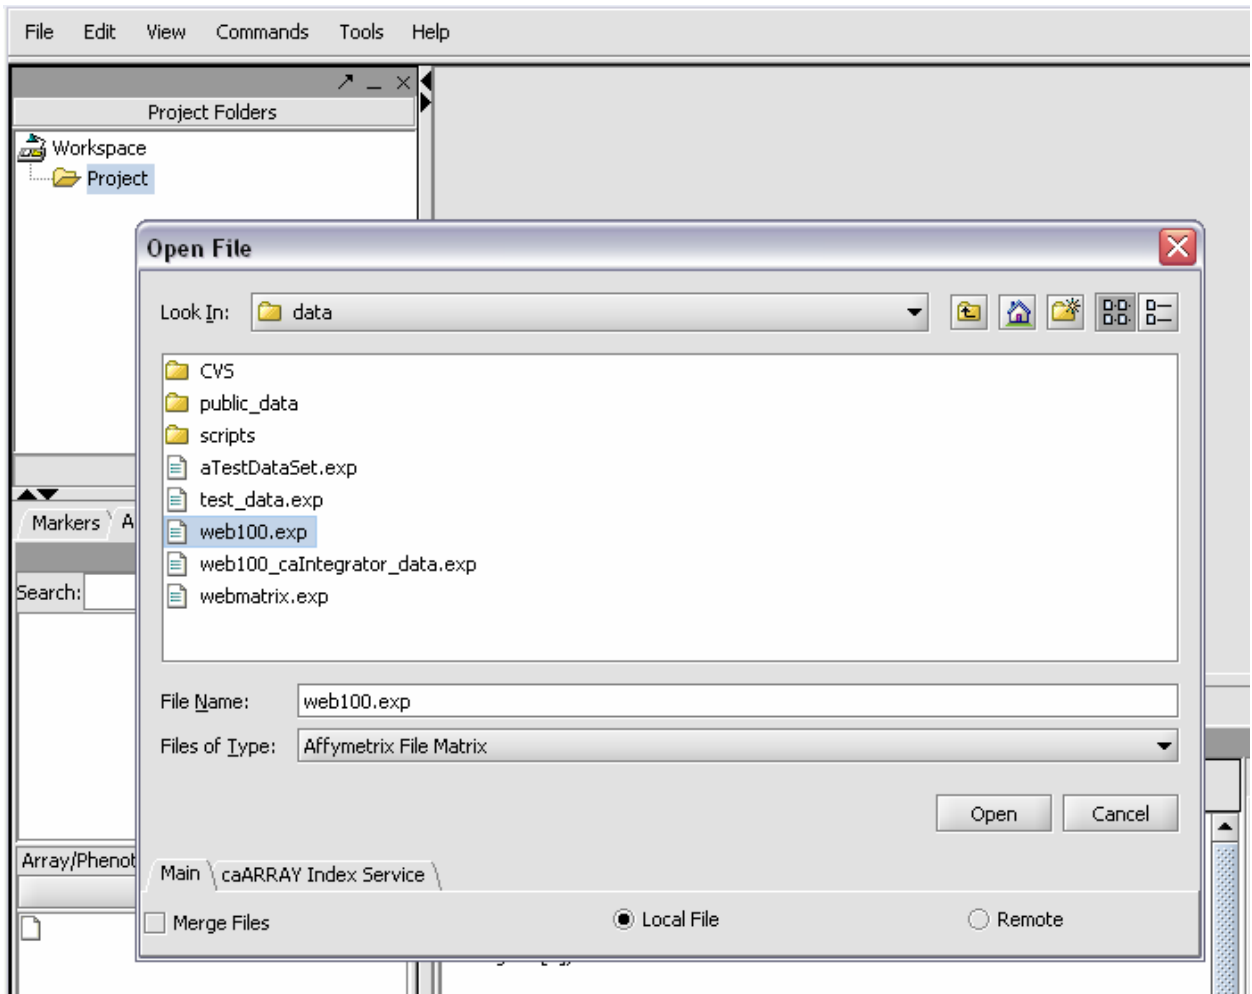 File Edit View Commands Tools Help
Project Folders
Workspace
Project
Open File
Look In: data
CVS
public_data
scripts
aTestDataSet.exp
test_data.exp
Markers A
web100.exp
web100_caIntegrator_data.exp
Search:
webmatrix.exp
File Name: web100.exp
Files of Type: Affymetrix File Matrix
Open Cancel
Array/Phenot
Main caARRAY Index Service
Merge Files Local File Remote